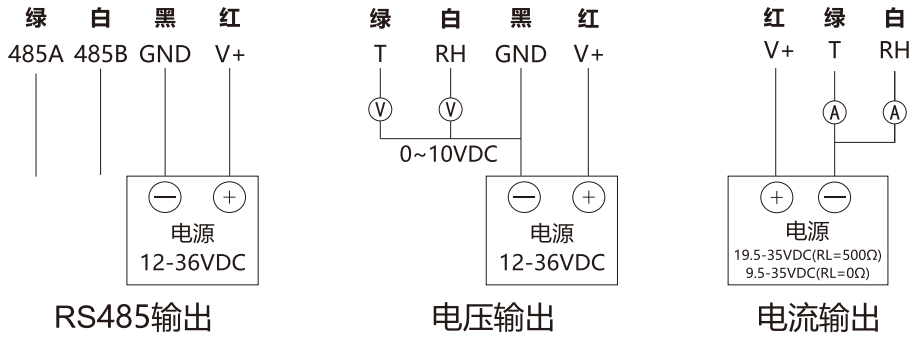 绿 白 黑 红
485A 485B GND V+
电源
12-36VDC
RS485输出
绿 白 黑 红
T RH GND V+
V V
0~10VDC
电源
12-36VDC
电压输出
红 绿 白
V+ T RH
A A
电源
19.5-35VDC(RL=500Ω)
9.5-35VDC(RL=0Ω)
电流输出